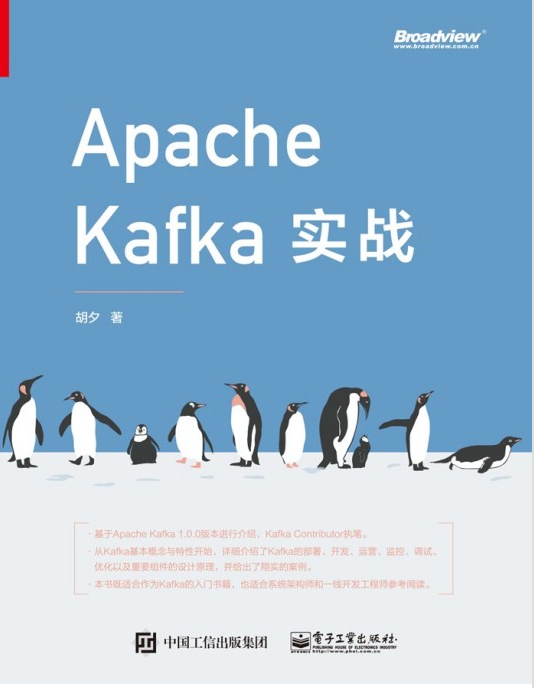 Broadview®
www.broadview.com.cn
Apache
Kafka 实战
胡夕 著
· 基于Apache Kafka 1.0.0版本进行介绍，Kafka Contributor执笔。
· 从Kafka基本概念与特性开始，详细介绍了Kafka的部署、开发、运营、监控、调试、
优化以及重要组件的设计原理，并给出了翔实的案例。
· 本书既适合作为Kafka的入门书籍，也适合系统架构师和一线开发工程师参考阅读。
中国工信出版集团
电子工业出版社
PUBLISHING HOUSE OF ELECTRONICS INDUSTRY
http://www.phei.com.cn